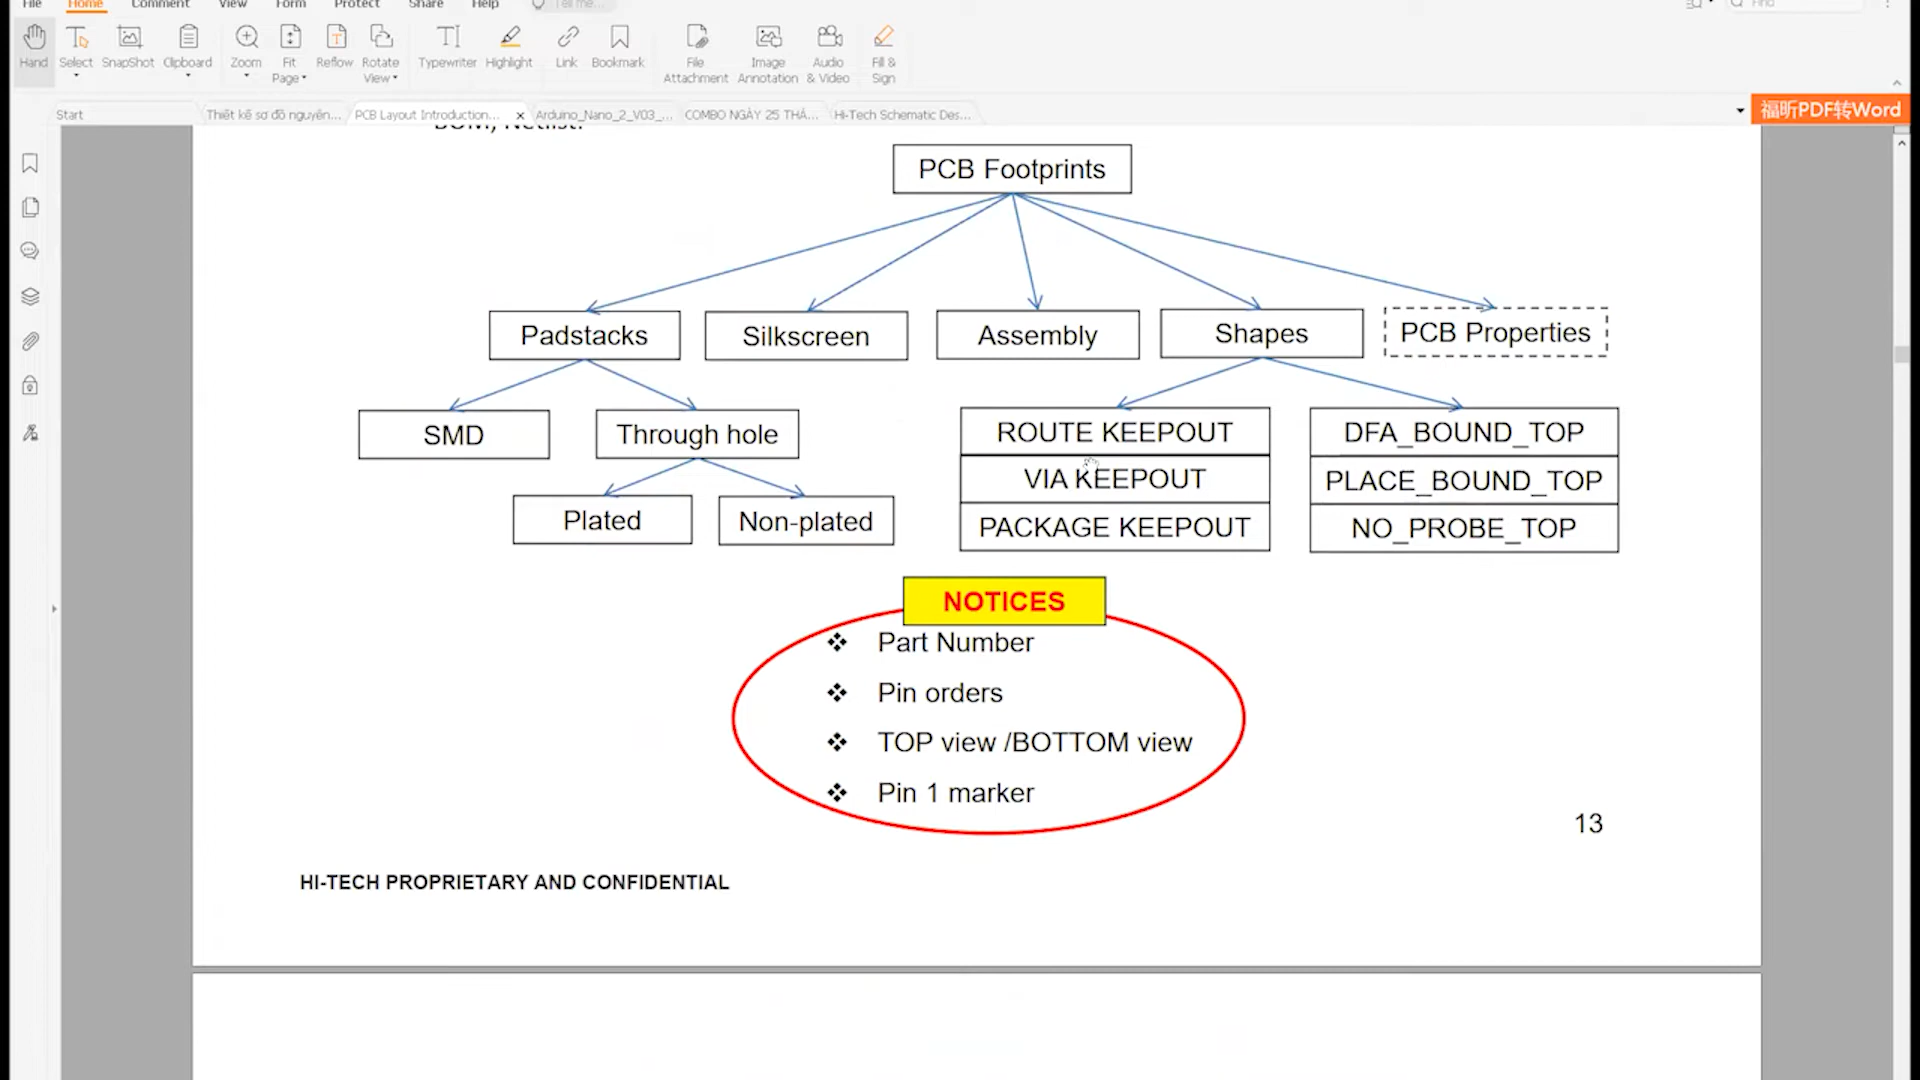 File Home Comment View Form Protect Share Help Tell me... Find
Hand Select SnapShot Clipboard Zoom Fit Page Reflow Rotate View Typewriter Highlight Link Bookmark File Attachment Image Annotation Audio & Video Fill & Sign
Start Thiết kế sơ đồ nguyên... PCB Layout Introduction... Arduino_Nano_2_V03_... COMBO NGÀY 25 THÁ... Hi-Tech Schematic Des... 福昕PDF转Word
BOM, Netlist.
PCB Footprints
Padstacks Silkscreen Assembly Shapes PCB Properties
SMD Through hole ROUTE KEEPOUT DFA_BOUND_TOP
VIA KEEPOUT PLACE_BOUND_TOP
Plated Non-plated PACKAGE KEEPOUT NO_PROBE_TOP
NOTICES
❖ Part Number
❖ Pin orders
❖ TOP view /BOTTOM view
❖ Pin 1 marker
13
HI-TECH PROPRIETARY AND CONFIDENTIAL